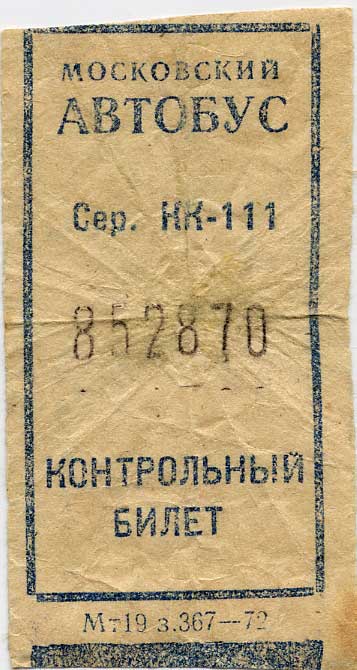 МОСКОВСКИЙ
АВТОБУС
Сер. НК-111
852870
КОНТРОЛЬНЫЙ
БИЛЕТ
Мт19 з.367—72